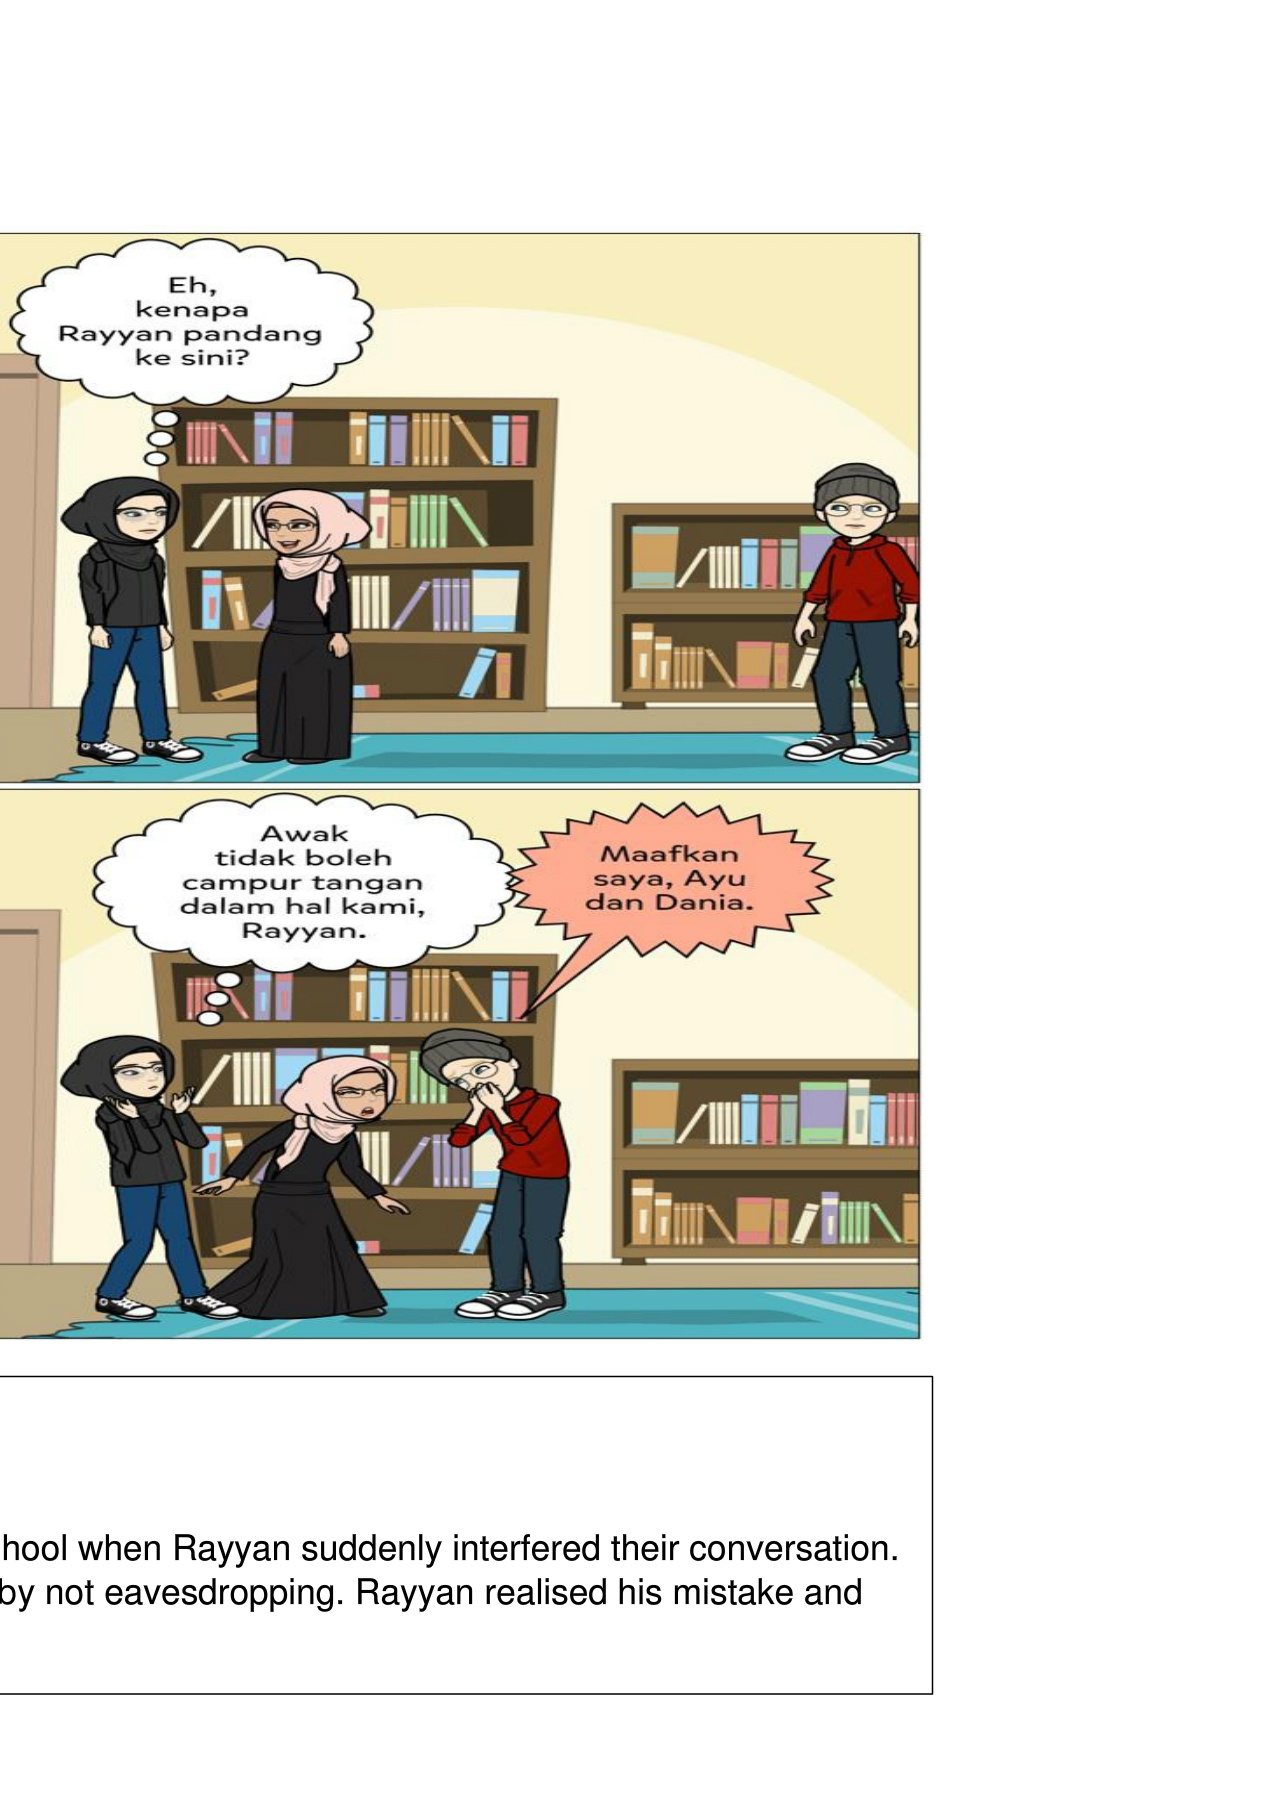 Eh,
kenapa
Rayyan pandang
ke sini?
Awak
tidak boleh
campur tangan
dalam hal kami,
Rayyan.
Maafkan
saya, Ayu
dan Dania.
hool when Rayyan suddenly interfered their conversation.
by not eavesdropping. Rayyan realised his mistake and